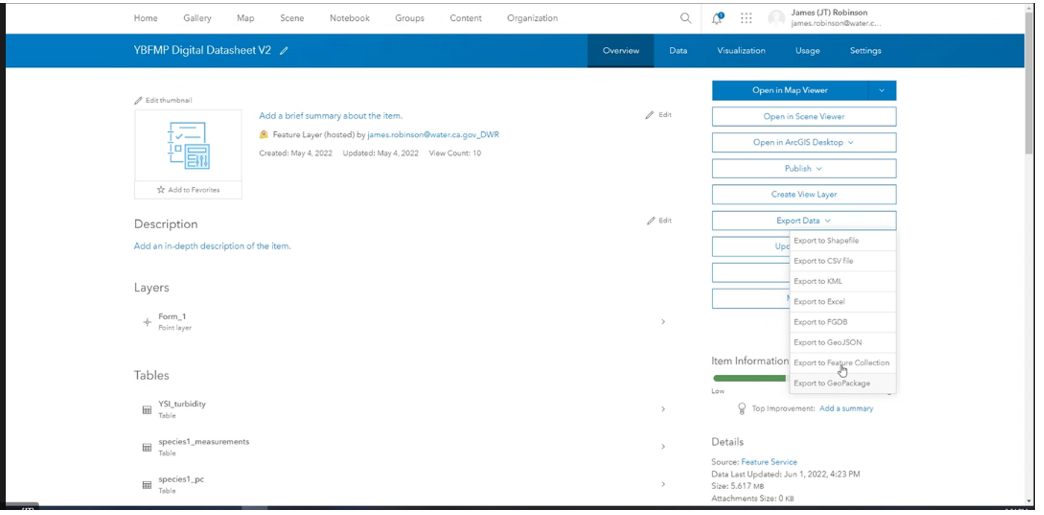 Home Gallery Map Scene Notebook Groups Content Organization
James (JT) Robinson
james.robinson@water.c...
YBFMP Digital Datasheet V2
Overview Data Visualization Usage Settings
Edit thumbnail
Add a brief summary about the item.
Edit
Feature Layer (hosted) by james.robinson@water.ca.gov_DWR
Created: May 4, 2022 Updated: May 4, 2022 View Count: 10
Add to Favorites
Description
Edit
Add an in-depth description of the item.
Layers
Form_1
Point layer
Tables
YSI_turbidity
Table
species1_measurements
Table
species1_pc
Table
Open in Map Viewer
Open in Scene Viewer
Open in ArcGIS Desktop
Publish
Create View Layer
Export Data
Export to Shapefile
Export to CSV file
Export to KML
Export to Excel
Export to FGDB
Export to GeoJSON
Export to Feature Collection
Export to GeoPackage
Item Information
Low
Top Improvement: Add a summary
Details
Source: Feature Service
Data Last Updated: Jun 1, 2022, 4:23 PM
Size: 5.617 MB
Attachments Size: 0 KB